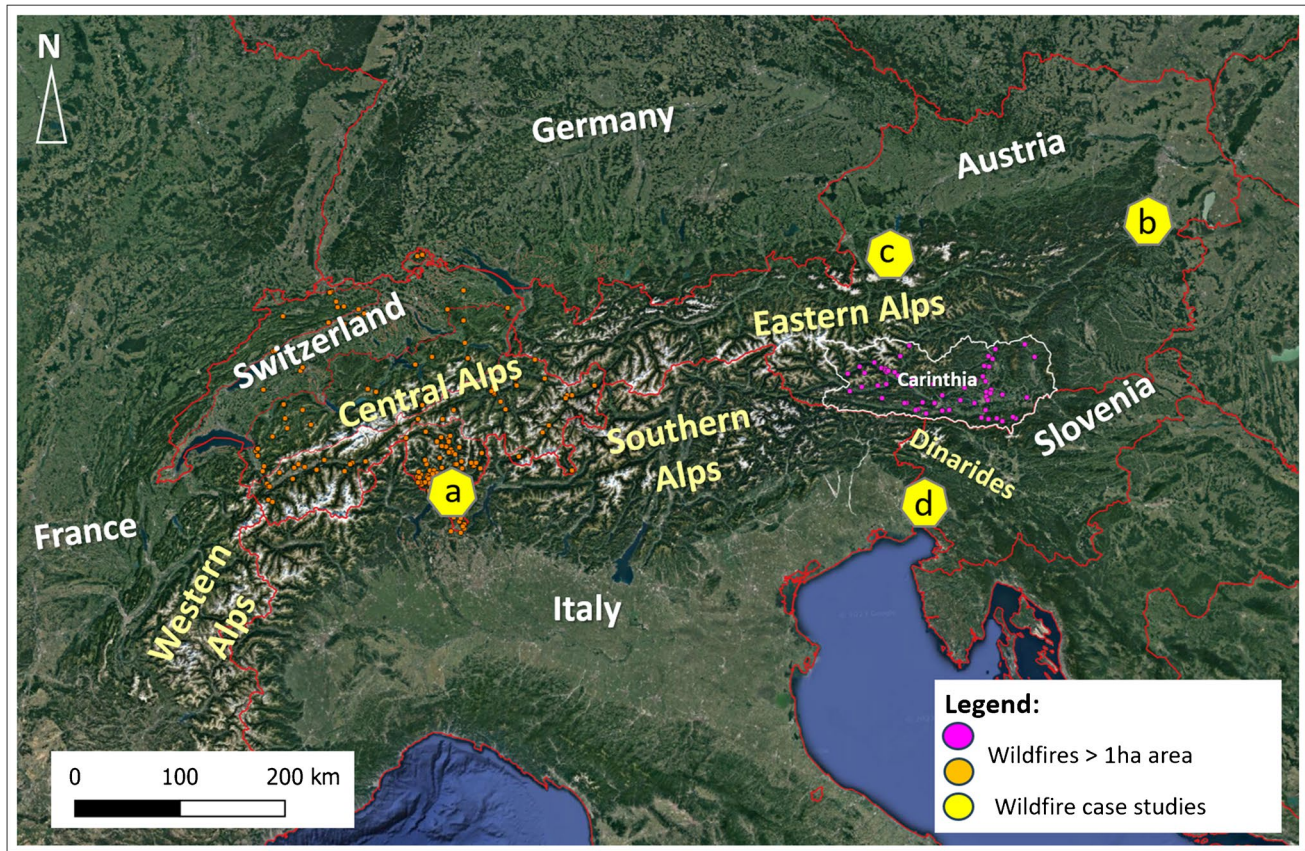 N
Germany
Austria
b
c
Switzerland
Eastern Alps
Carinthia
Central Alps
Southern
Alps
Slovenia
Dinarides
a
d
France
Western
Alps
Italy
Legend:
Wildfires > 1ha area
Wildfire case studies
0 100 200 km